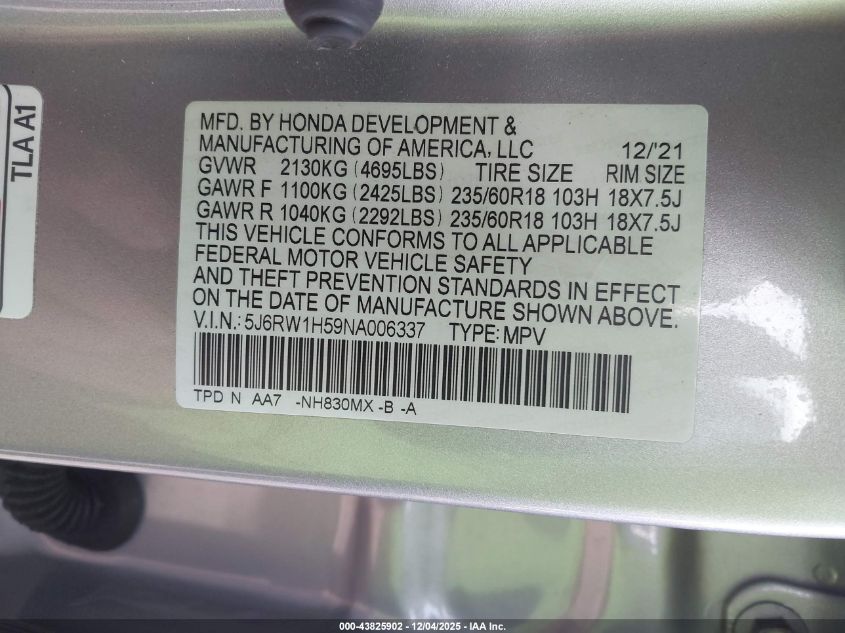 TLA A1
MFD. BY HONDA DEVELOPMENT &
MANUFACTURING OF AMERICA, LLC 12/'21
GVWR 2130KG (4695LBS) TIRE SIZE RIM SIZE
GAWR F 1100KG (2425LBS) 235/60R18 103H 18X7.5J
GAWR R 1040KG (2292LBS) 235/60R18 103H 18X7.5J
THIS VEHICLE CONFORMS TO ALL APPLICABLE
FEDERAL MOTOR VEHICLE SAFETY
AND THEFT PREVENTION STANDARDS IN EFFECT
ON THE DATE OF MANUFACTURE SHOWN ABOVE.
V.I.N.: 5J6RW1H59NA006337 TYPE: MPV
TPD N AA7 -NH830MX -B -A
000-43825902 - 12/04/2025 - IAA Inc.